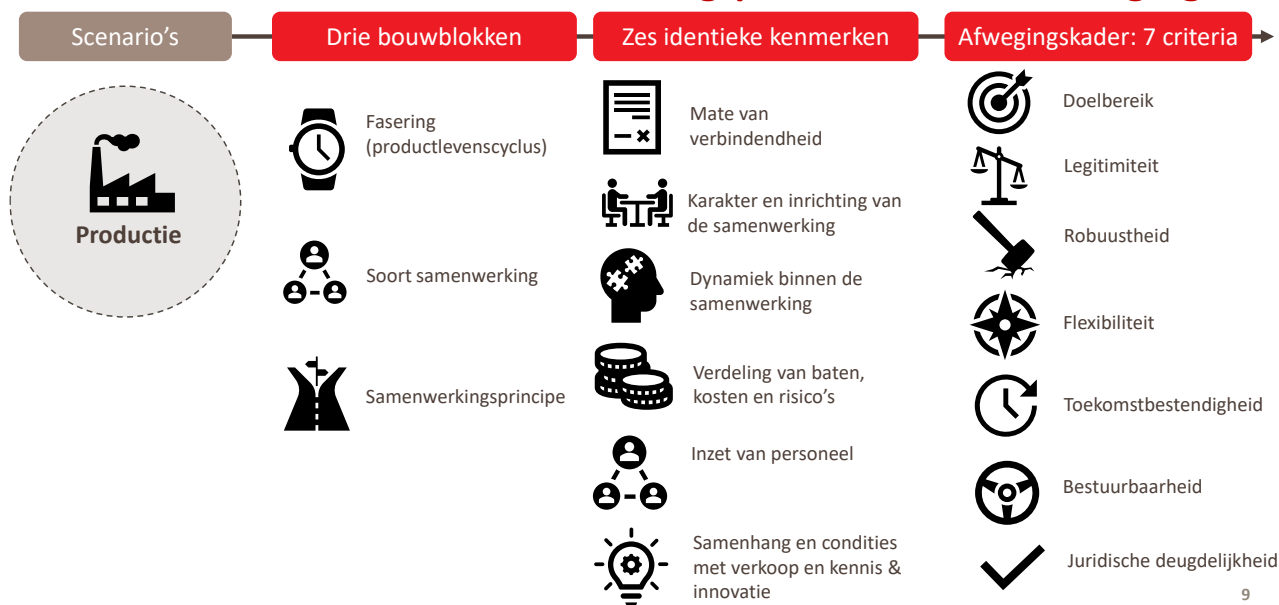 Scenario’s
Drie bouwblokken
Zes identieke kenmerken
Afwegingskader: 7 criteria
Productie
Fasering
(productlevenscyclus)
Soort samenwerking
Samenwerkingsprincipe
Mate van
verbindendheid
Karakter en inrichting van
de samenwerking
Dynamiek binnen de
samenwerking
Verdeling van baten,
kosten en risico’s
Inzet van personeel
Samenhang en condities
met verkoop en kennis &
innovatie
Doelbereik
Legitimiteit
Robuustheid
Flexibiliteit
Toekomstbestendigheid
Bestuurbaarheid
Juridische deugdelijkheid
9